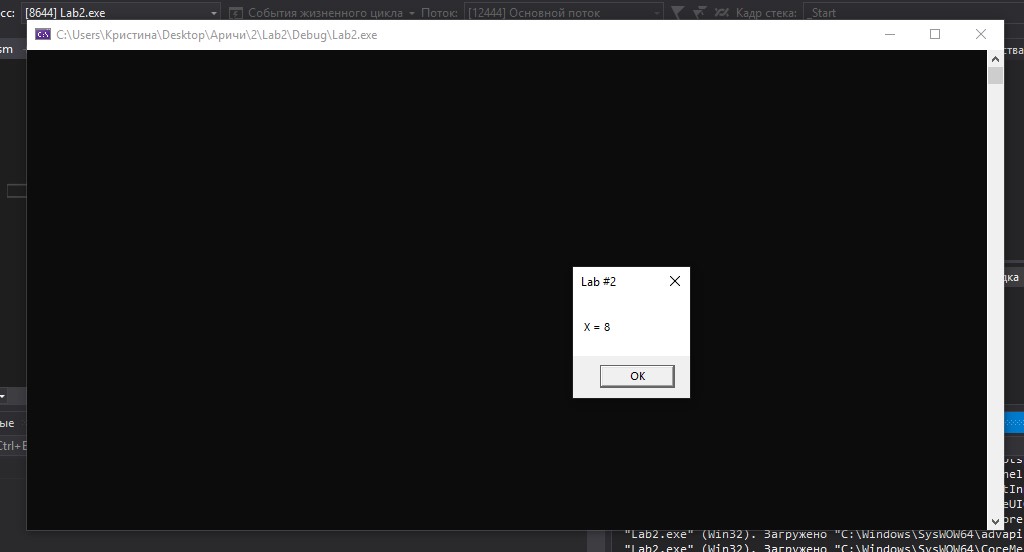 сс: [8644] Lab2.exe События жизненного цикла Поток: [12444] Основной поток Кадр стека: _Start
C:\Users\Кристина\Desktop\Аричи\2\Lab2\Debug\Lab2.exe
sm
ства
Lab #2
дка
X = 8
OK
ые
Ctrl+E
"Lab2.exe" (Win32). Загружено "C:\Windows\SysWOW64\advapi
"Lab2.exe" (Win32). Загружено "C:\Windows\SysWOW64\CoreMe